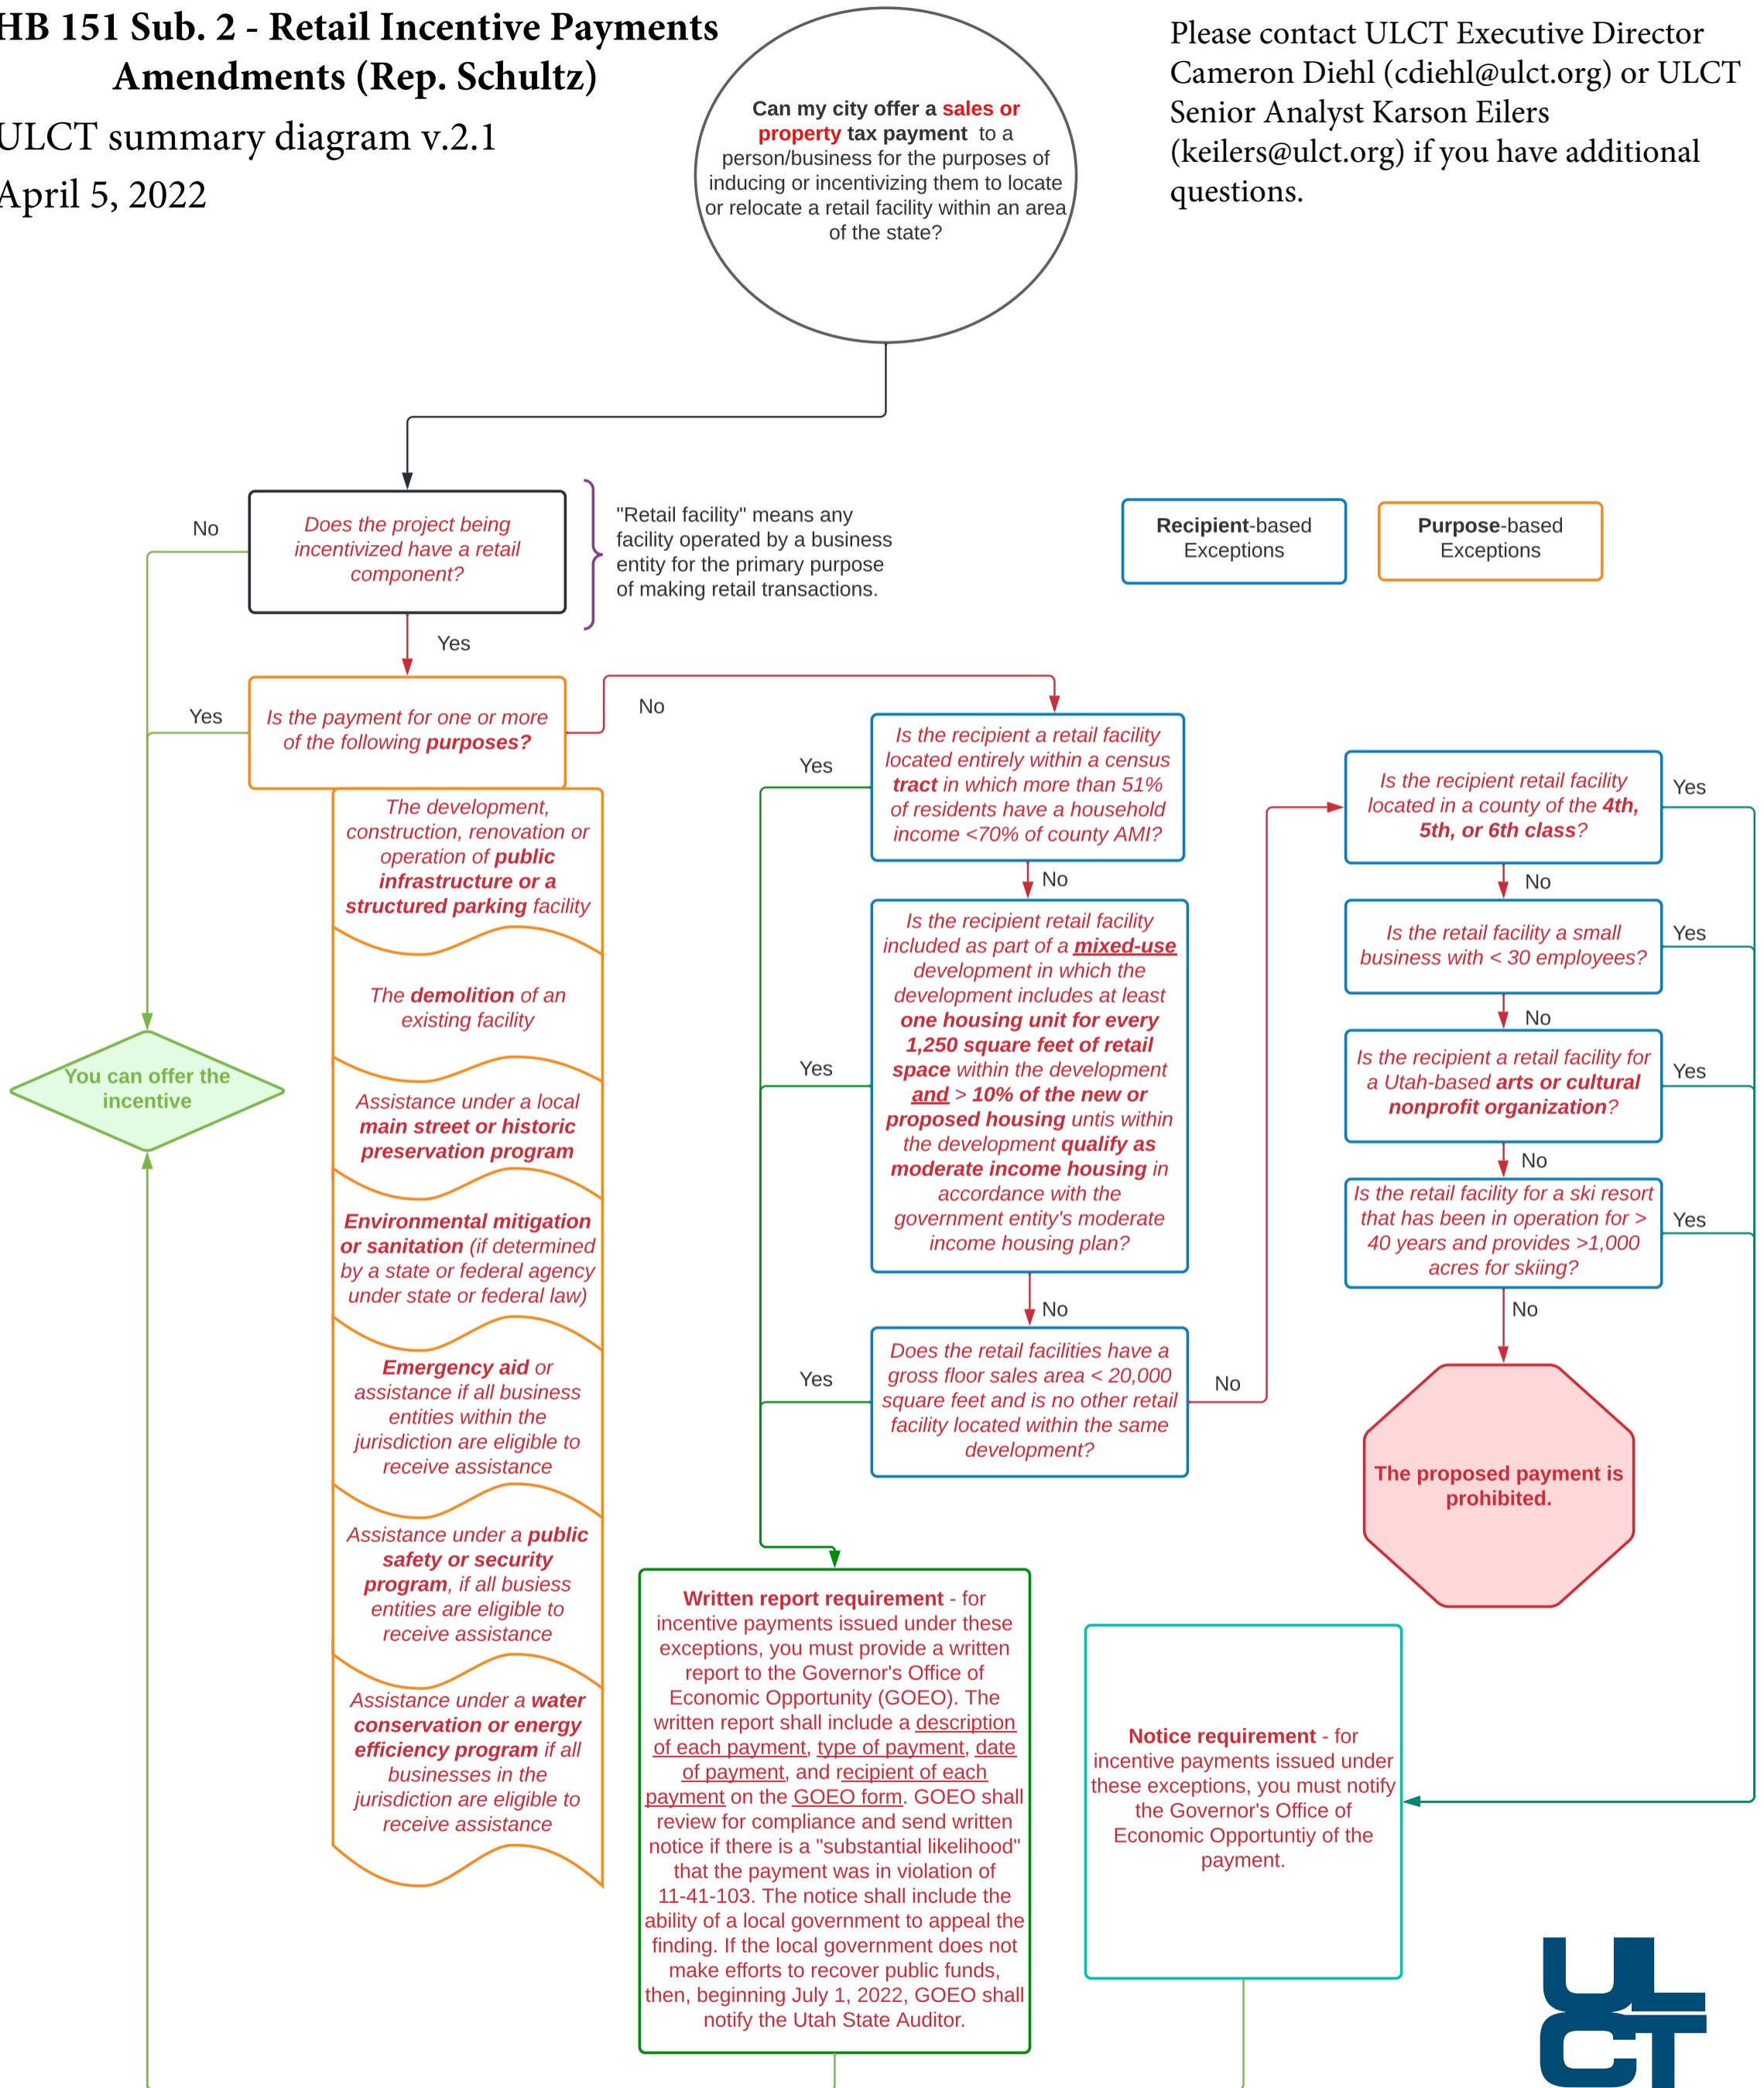 HB 151 Sub. 2 - Retail Incentive Payments
Amendments (Rep. Schultz)
ULCT summary diagram v.2.1
April 5, 2022
Please contact ULCT Executive Director
Cameron Diehl (cdiehl@ulct.org) or ULCT
Senior Analyst Karson Eilers
(keilers@ulct.org) if you have additional
questions.
Can my city offer a sales or
property tax payment to a
person/business for the purposes of
inducing or incentivizing them to locate
or relocate a retail facility within an area
of the state?
Does the project being
incentivized have a retail
component?
No
Yes
"Retail facility" means any
facility operated by a business
entity for the primary purpose
of making retail transactions.
Recipient-based
Exceptions
Purpose-based
Exceptions
Is the payment for one or more
of the following purposes?
Yes
No
The development,
construction, renovation or
operation of public
infrastructure or a
structured parking facility
The demolition of an
existing facility
Assistance under a local
main street or historic
preservation program
Environmental mitigation
or sanitation (if determined
by a state or federal agency
under state or federal law)
Emergency aid or
assistance if all business
entities within the
jurisdiction are eligible to
receive assistance
Assistance under a public
safety or security
program, if all busiess
entities are eligible to
receive assistance
Assistance under a water
conservation or energy
efficiency program if all
businesses in the
jurisdiction are eligible to
receive assistance
You can offer the
incentive
Is the recipient a retail facility
located entirely within a census
tract in which more than 51%
of residents have a household
income <70% of county AMI?
Yes
No
Is the recipient retail facility
included as part of a mixed-use
development in which the
development includes at least
one housing unit for every
1,250 square feet of retail
space within the development
and > 10% of the new or
proposed housing untis within
the development qualify as
moderate income housing in
accordance with the
government entity's moderate
income housing plan?
Yes
No
Does the retail facilities have a
gross floor sales area < 20,000
square feet and is no other retail
facility located within the same
development?
Yes
No
Is the recipient retail facility
located in a county of the 4th,
5th, or 6th class?
Yes
No
Is the retail facility a small
business with < 30 employees?
Yes
No
Is the recipient a retail facility for
a Utah-based arts or cultural
nonprofit organization?
Yes
No
Is the retail facility for a ski resort
that has been in operation for >
40 years and provides >1,000
acres for skiing?
Yes
No
The proposed payment is
prohibited.
Written report requirement - for
incentive payments issued under these
exceptions, you must provide a written
report to the Governor's Office of
Economic Opportunity (GOEO). The
written report shall include a description
of each payment, type of payment, date
of payment, and recipient of each
payment on the GOEO form. GOEO shall
review for compliance and send written
notice if there is a "substantial likelihood"
that the payment was in violation of
11-41-103. The notice shall include the
ability of a local government to appeal the
finding. If the local government does not
make efforts to recover public funds,
then, beginning July 1, 2022, GOEO shall
notify the Utah State Auditor.
Notice requirement - for
incentive payments issued under
these exceptions, you must notify
the Governor's Office of
Economic Opportuntiy of the
payment.
ULCT